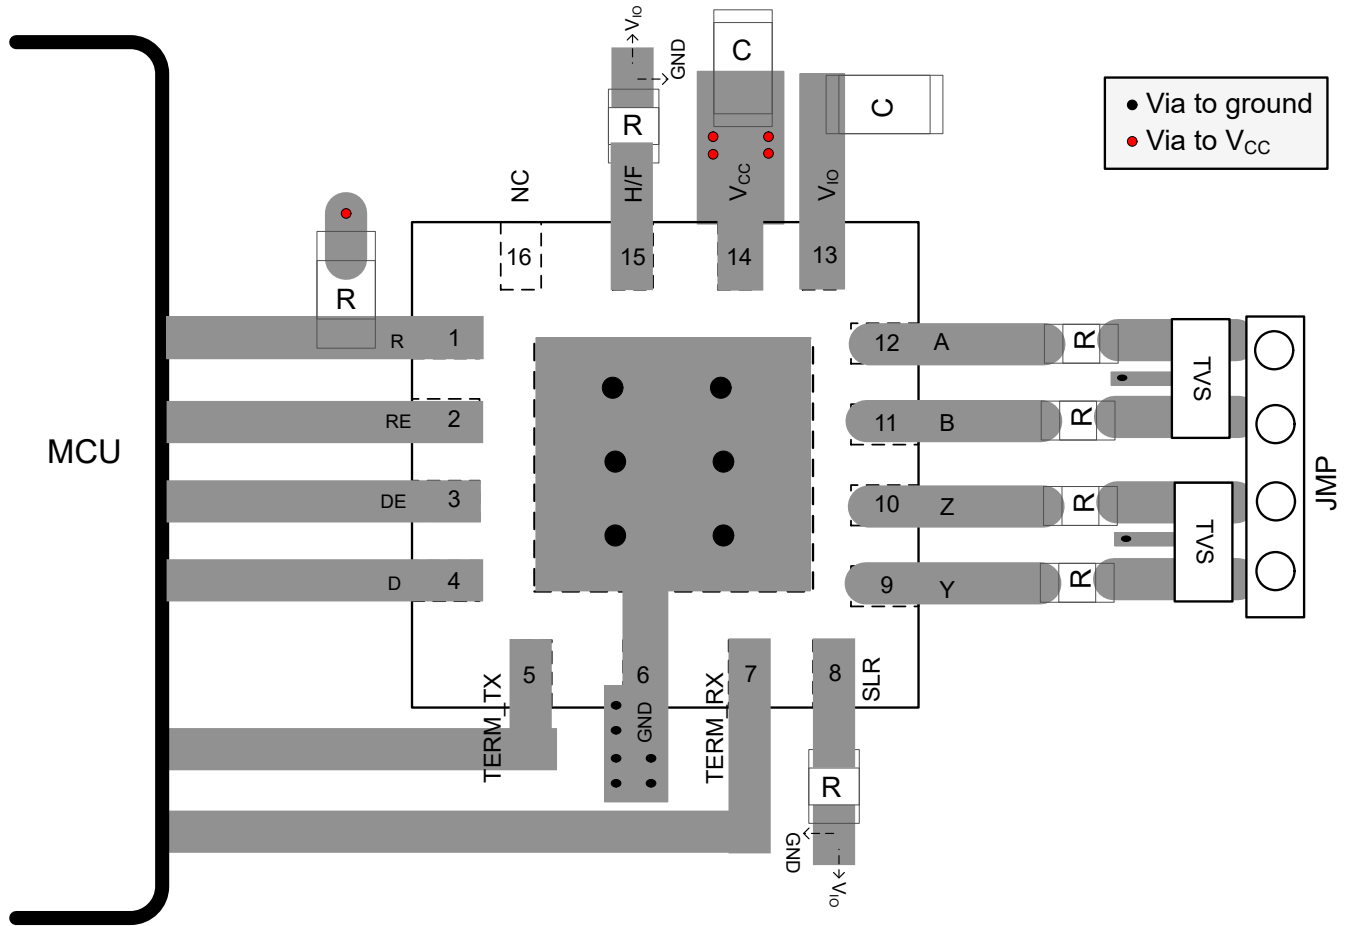 V_IO
GND
C
C
R
Via to ground
Via to V_CC
NC
H/F
V_CC
V_IO
16
15
14
13
R
R
1
12
A
R
TVS
RE
2
11
B
R
MCU
JMP
DE
3
10
Z
R
TVS
D
4
9
Y
R
TERM_TX
5
6
GND
TERM_RX
7
8
SLR
R
GND
V_IO